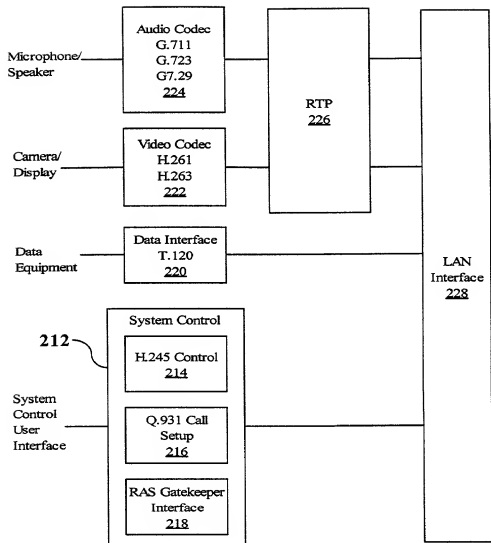 Microphone/
Speaker
Audio Codec
G.711
G.723
G7.29
224
RTP
226
Camera/
Display
Video Codec
H.261
H.263
222
Data
Equipment
Data Interface
T.120
220
LAN
Interface
228
System Control
212
H.245 Control
214
System
Control
User
Interface
Q.931 Call
Setup
216
RAS Gatekeeper
Interface
218